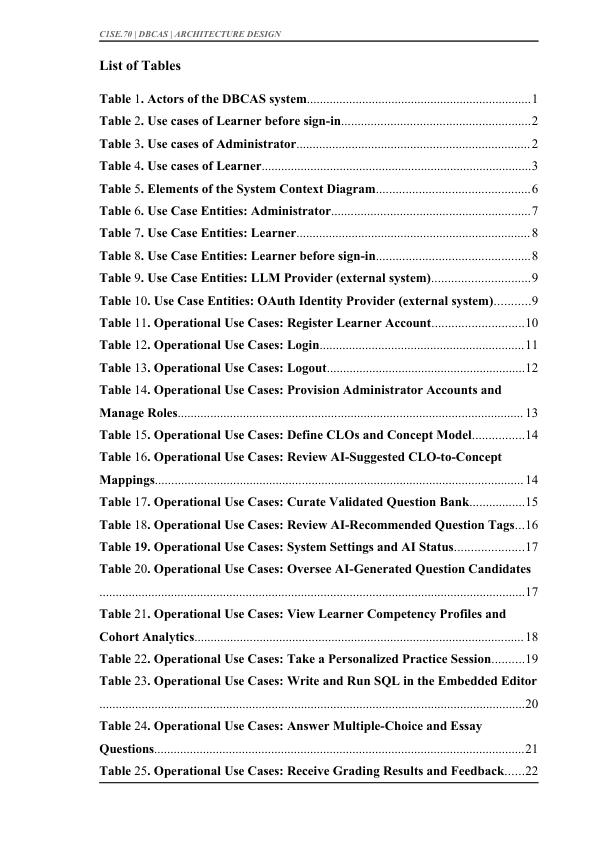 C1SE.70 | DBCAS | ARCHITECTURE DESIGN
List of Tables
Table 1. Actors of the DBCAS system......................................................................1
Table 2. Use cases of Learner before sign-in............................................................2
Table 3. Use cases of Administrator.........................................................................2
Table 4. Use cases of Learner....................................................................................3
Table 5. Elements of the System Context Diagram.................................................6
Table 6. Use Case Entities: Administrator...............................................................7
Table 7. Use Case Entities: Learner.........................................................................8
Table 8. Use Case Entities: Learner before sign-in.................................................8
Table 9. Use Case Entities: LLM Provider (external system)................................9
Table 10. Use Case Entities: OAuth Identity Provider (external system)............9
Table 11. Operational Use Cases: Register Learner Account.............................10
Table 12. Operational Use Cases: Login................................................................11
Table 13. Operational Use Cases: Logout..............................................................12
Table 14. Operational Use Cases: Provision Administrator Accounts and
Manage Roles............................................................................................................13
Table 15. Operational Use Cases: Define CLOs and Concept Model................14
Table 16. Operational Use Cases: Review AI-Suggested CLO-to-Concept
Mappings...................................................................................................................14
Table 17. Operational Use Cases: Curate Validated Question Bank.................15
Table 18. Operational Use Cases: Review AI-Recommended Question Tags...16
Table 19. Operational Use Cases: System Settings and AI Status......................17
Table 20. Operational Use Cases: Oversee AI-Generated Question Candidates
....................................................................................................................................17
Table 21. Operational Use Cases: View Learner Competency Profiles and
Cohort Analytics.......................................................................................................18
Table 22. Operational Use Cases: Take a Personalized Practice Session..........19
Table 23. Operational Use Cases: Write and Run SQL in the Embedded Editor
....................................................................................................................................20
Table 24. Operational Use Cases: Answer Multiple-Choice and Essay
Questions...................................................................................................................21
Table 25. Operational Use Cases: Receive Grading Results and Feedback......22